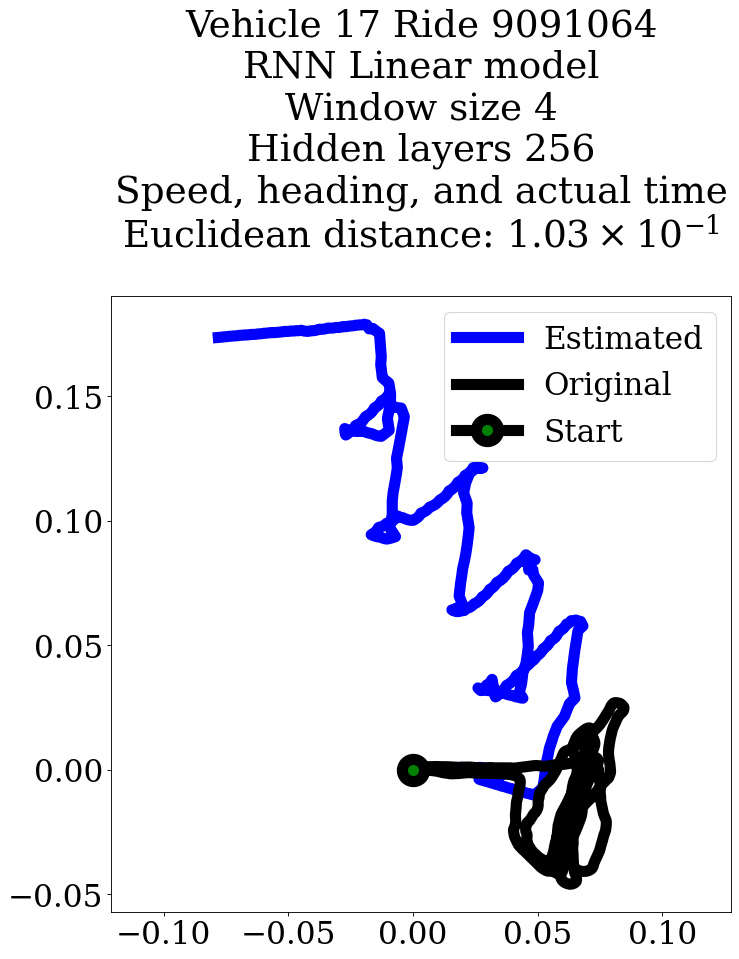 Vehicle 17 Ride 9091064
RNN Linear model
Window size 4
Hidden layers 256
Speed, heading, and actual time
Euclidean distance: 1.03 × 10⁻¹
Estimated
Original
Start
0.15
0.10
0.05
0.00
−0.05
−0.10 −0.05 0.00 0.05 0.10